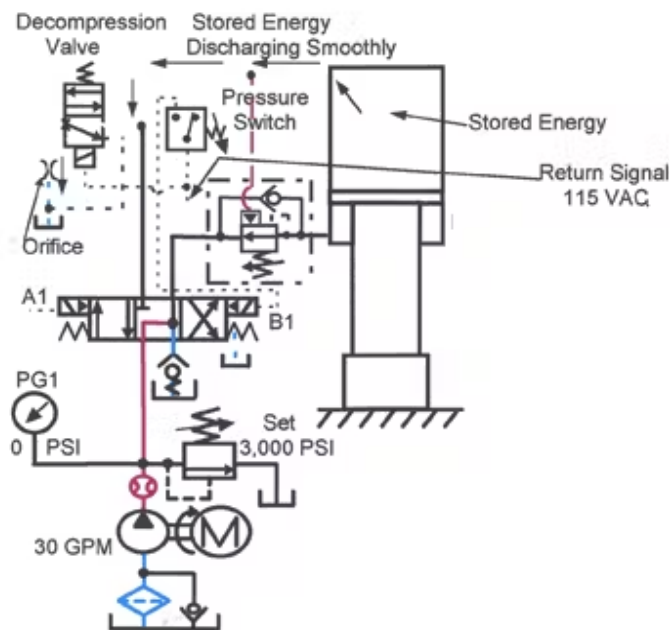 Decompression
Valve
Stored Energy
Discharging Smoothly
Pressure
Switch
Stored Energy
Return Signal
115 VAC
Orifice
A1
B1
PG1
0 PSI
Set
3,000 PSI
M
30 GPM